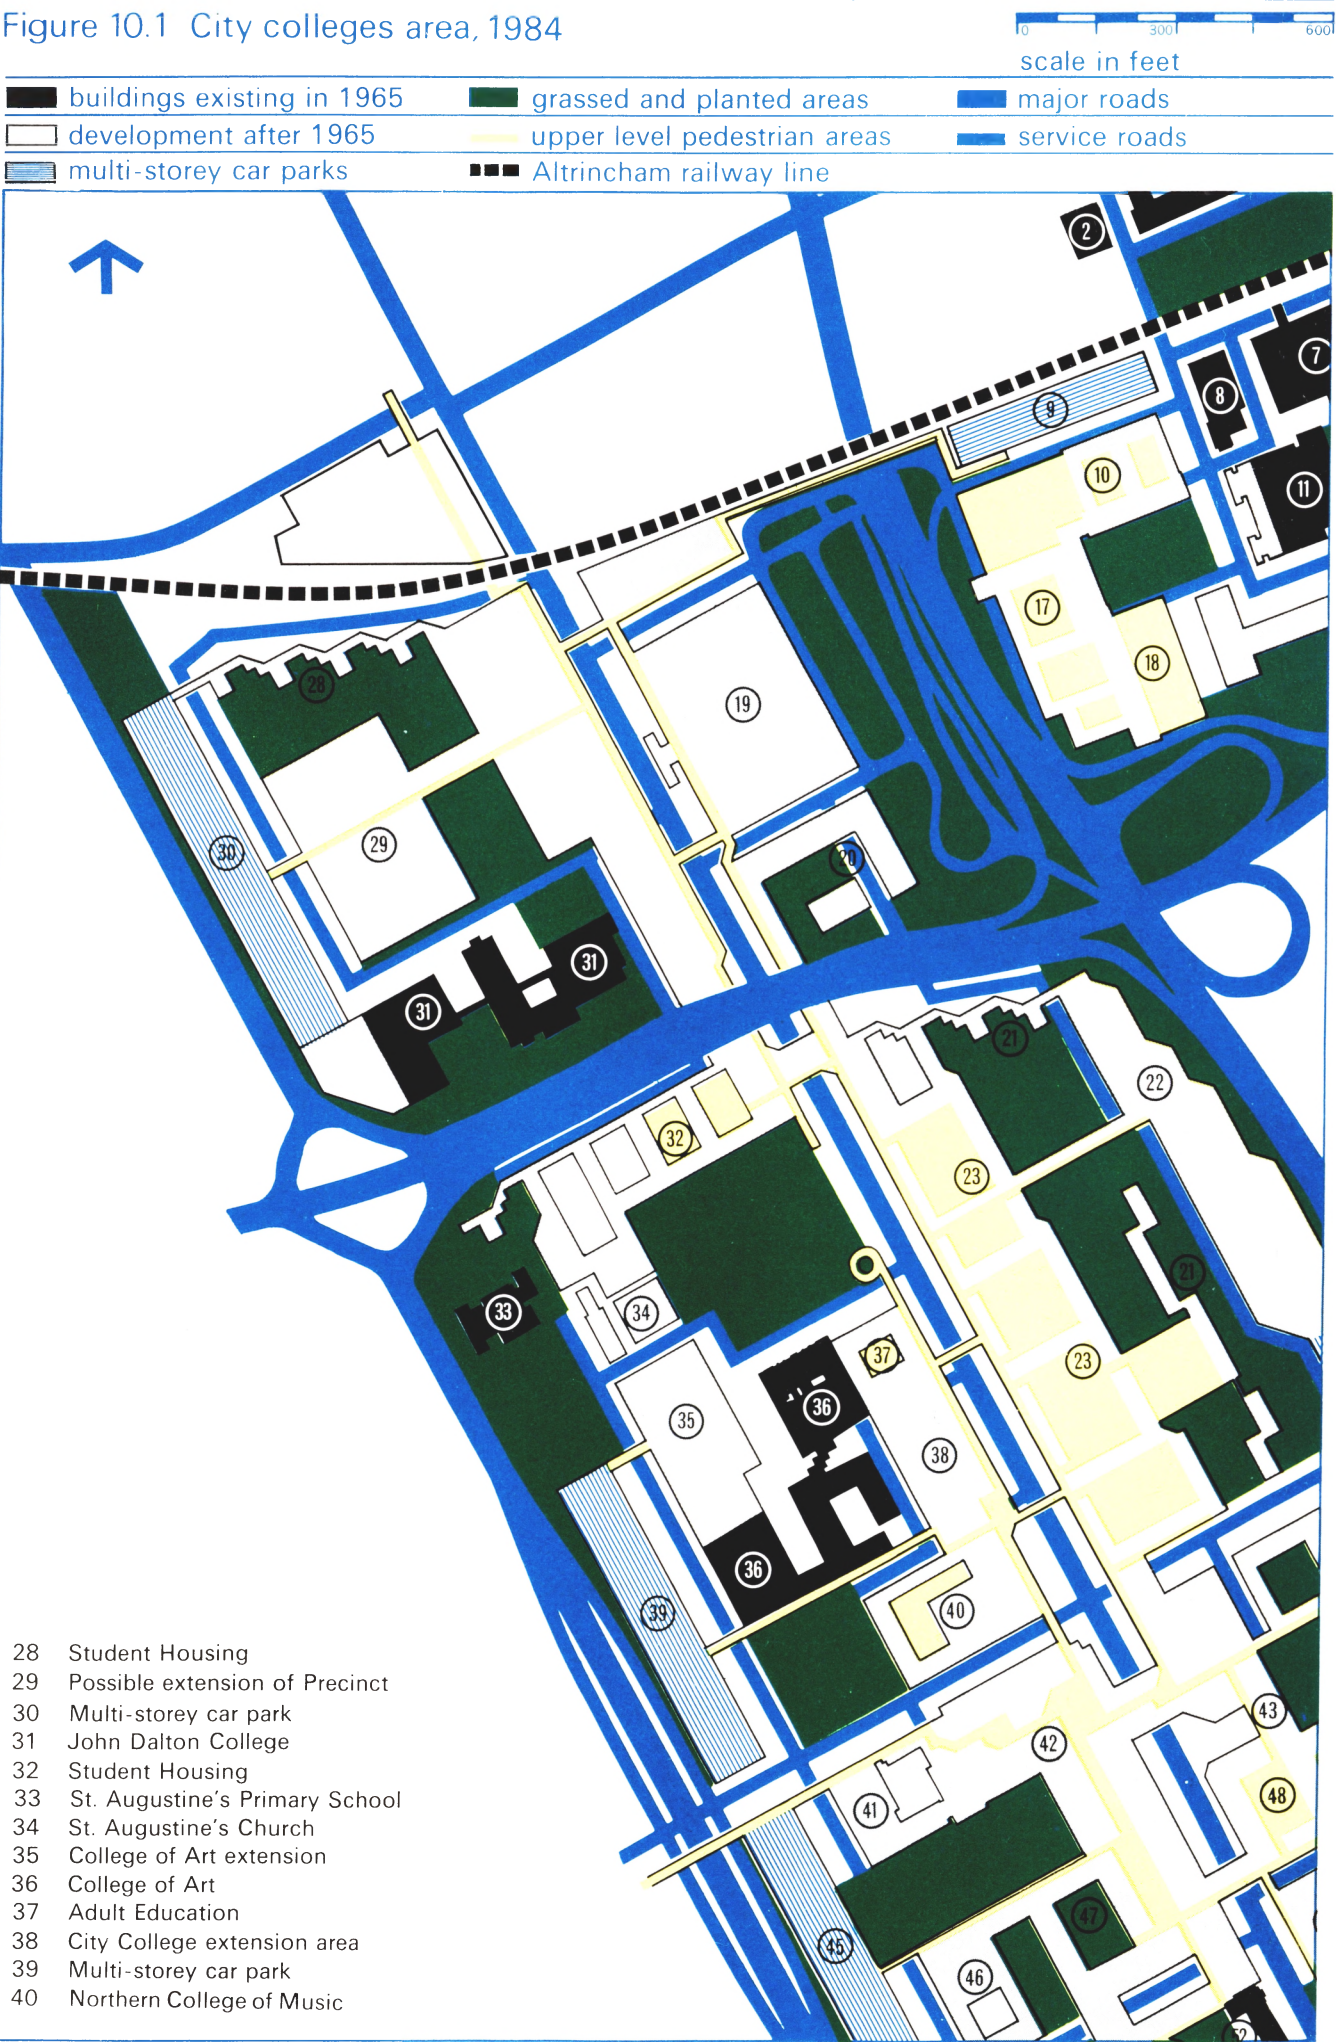 Figure 10.1 City colleges area, 1984
0 300 600
scale in feet
buildings existing in 1965
grassed and planted areas
major roads
development after 1965
upper level pedestrian areas
service roads
multi-storey car parks
Altrincham railway line
2
7
8
9
10
11
17
18
28
19
29
30
20
31
31
21
22
32
23
33
34
21
37
23
35
36
38
36
39
40
43
42
48
41
47
45
46
28 Student Housing
29 Possible extension of Precinct
30 Multi-storey car park
31 John Dalton College
32 Student Housing
33 St. Augustine's Primary School
34 St. Augustine's Church
35 College of Art extension
36 College of Art
37 Adult Education
38 City College extension area
39 Multi-storey car park
40 Northern College of Music